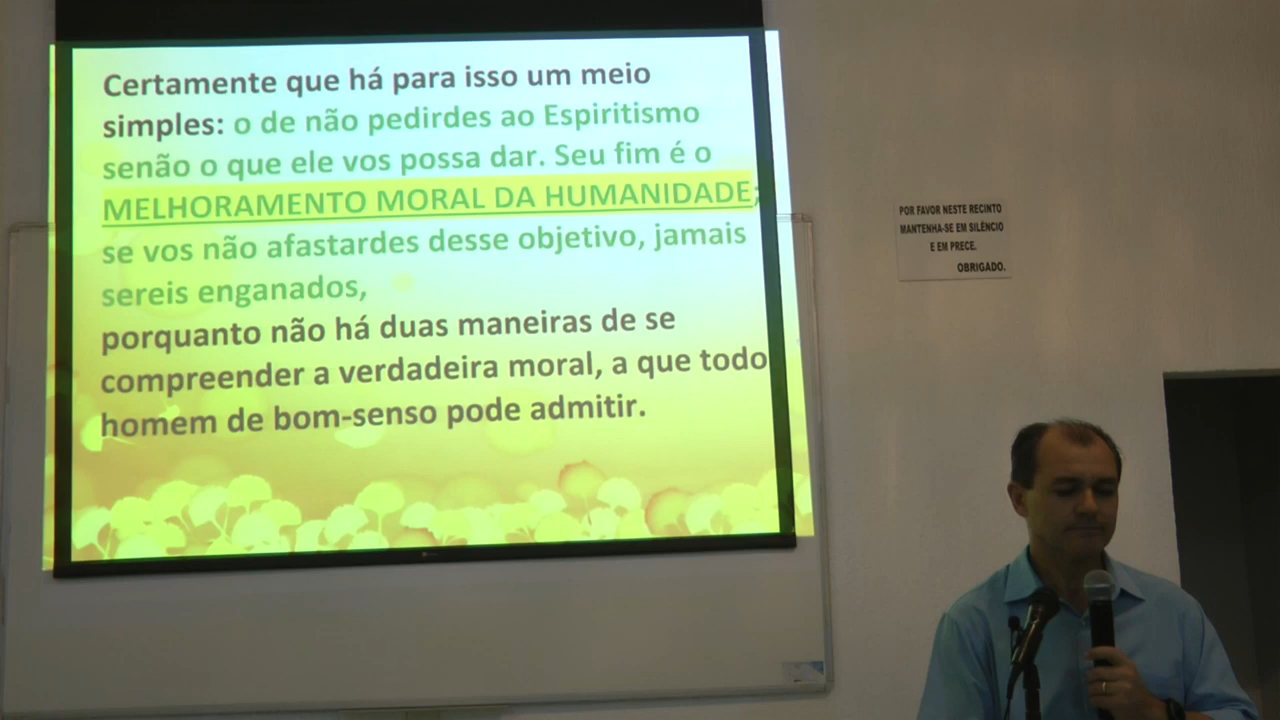 Certamente que há para isso um meio
simples: o de não pedirdes ao Espiritismo
senão o que ele vos possa dar. Seu fim é o
MELHORAMENTO MORAL DA HUMANIDADE;
se vos não afastardes desse objetivo, jamais
sereis enganados,
porquanto não há duas maneiras de se
compreender a verdadeira moral, a que todo
homem de bom-senso pode admitir.
POR FAVOR NESTE RECINTO
MANTENHA-SE EM SILÊNCIO
E EM PRECE.
OBRIGADO.